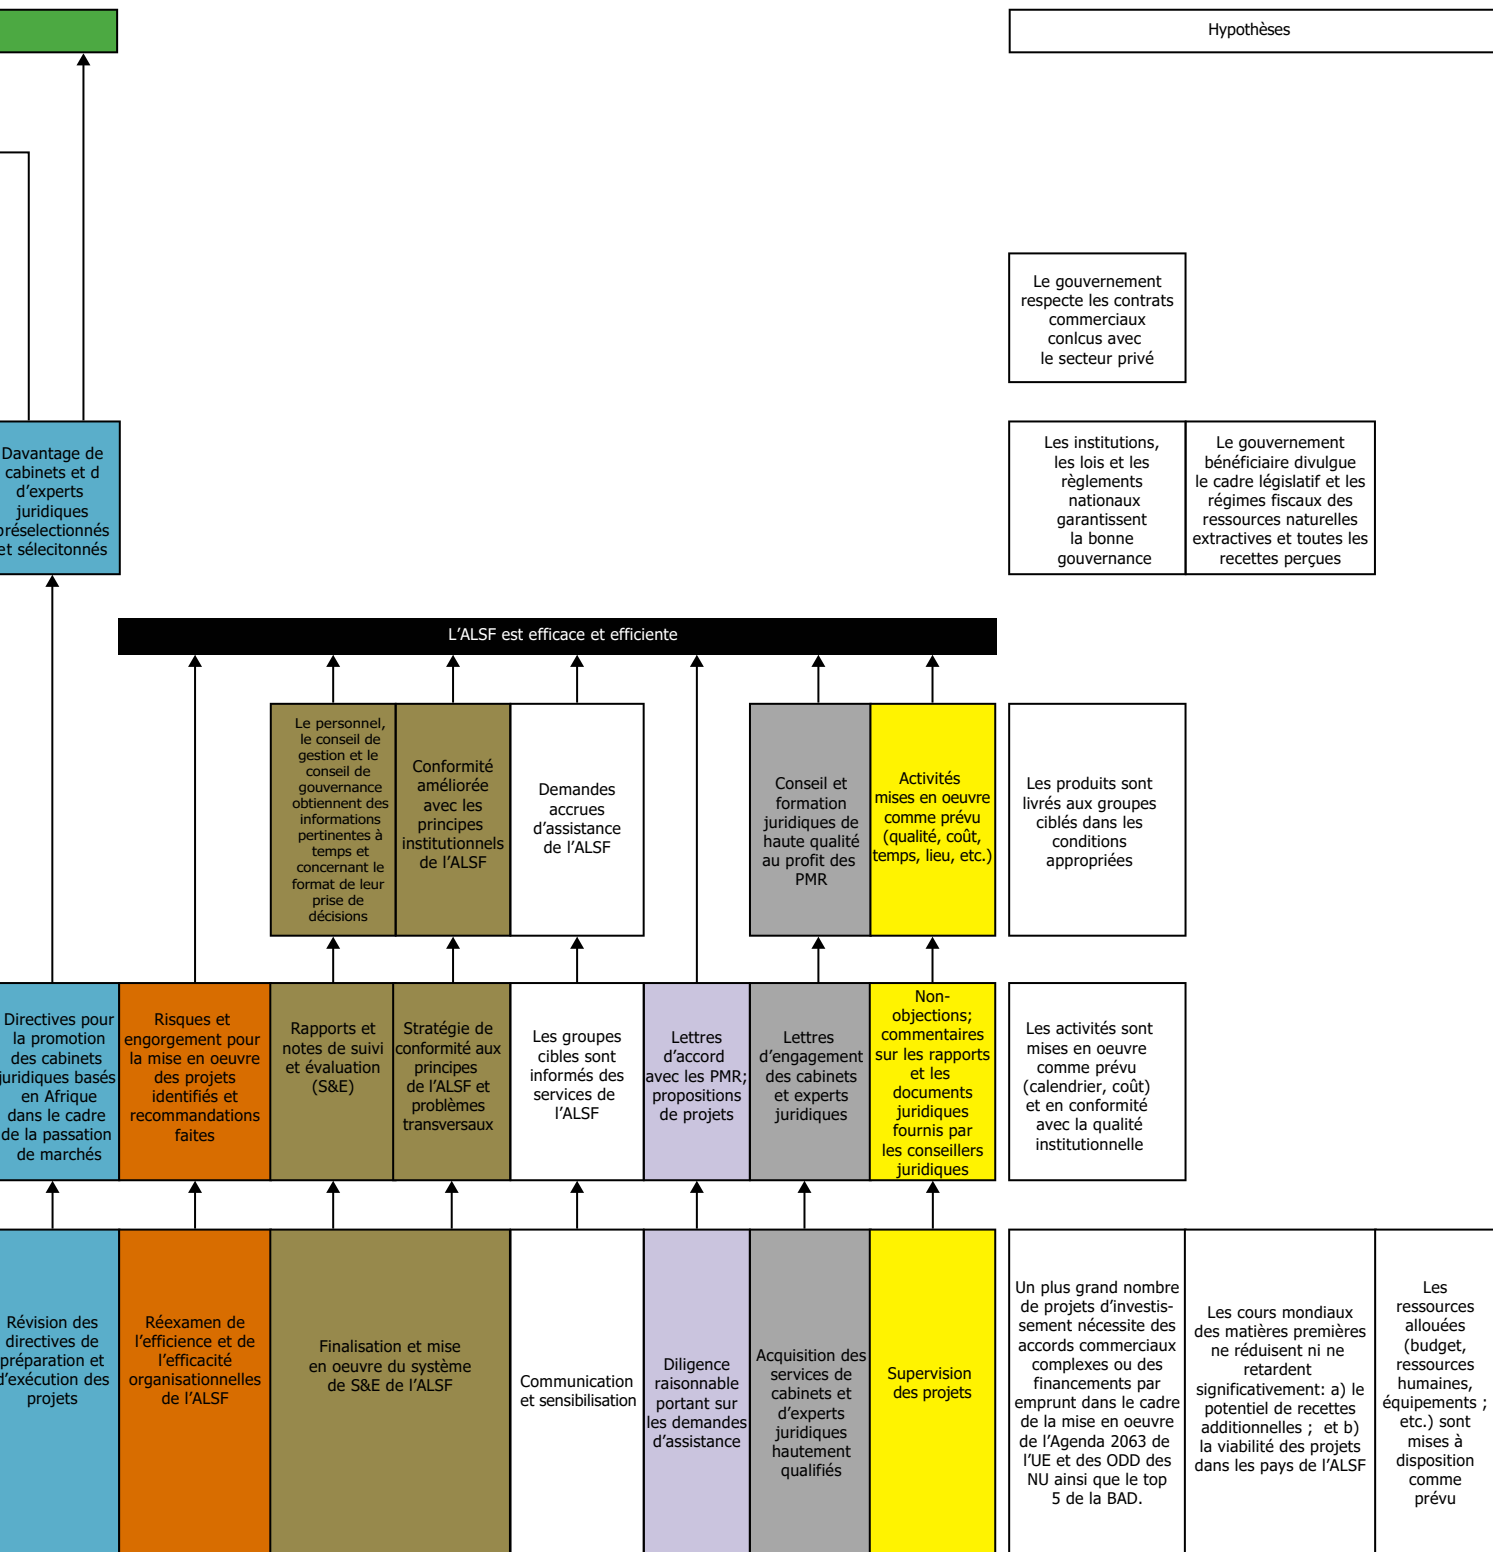 Hypothèses
Le gouvernement
respecte les contrats
commerciaux
conlcus avec
le secteur privé
Davantage de
cabinets et d
d'experts
juridiques
préselectionnés
et sélecitonnés
Les institutions,
les lois et les
règlements
nationaux
garantissent
la bonne
gouvernance
Le gouvernement
bénéficiaire divulgue
le cadre législatif et les
régimes fiscaux des
ressources naturelles
extractives et toutes les
recettes perçues
L'ALSF est efficace et efficiente
Le personnel,
le conseil de
gestion et le
conseil de
gouvernance
obtiennent des
informations
pertinentes à
temps et
concernant le
format de leur
prise de
décisions
Conformité
améliorée
avec les
principes
institutionnels
de l'ALSF
Demandes
accrues
d'assistance
de l'ALSF
Conseil et
formation
juridiques de
haute qualité
au profit des
PMR
Activités
mises en oeuvre
comme prévu
(qualité, coût,
temps, lieu, etc.)
Les produits sont
livrés aux groupes
ciblés dans les
conditions
appropriées
Directives pour
la promotion
des cabinets
juridiques basés
en Afrique
dans le cadre
de la passation
de marchés
Risques et
engorgement pour
la mise en oeuvre
des projets
identifiés et
recommandations
faites
Rapports et
notes de suivi
et évaluation
(S&E)
Stratégie de
conformité aux
principes
de l'ALSF et
problèmes
transversaux
Les groupes
cibles sont
informés des
services de
l'ALSF
Lettres
d'accord
avec les PMR;
propositions
de projets
Lettres
d'engagement
des cabinets
et experts
juridiques
Non-
objections;
commentaires
sur les rapports
et les
documents
juridiques
fournis par
les conseillers
juridiques
Les activités sont
mises en oeuvre
comme prévu
(calendrier, coût)
et en conformité
avec la qualité
institutionnelle
Révision des
directives de
préparation et
d'exécution des
projets
Réexamen de
l'efficience et de
l'efficacité
organisationnelles
de l'ALSF
Finalisation et mise
en oeuvre du système
de S&E de l'ALSF
Communication
et sensibilisation
Diligence
raisonnable
portant sur
les demandes
d'assistance
Acquisition des
services de
cabinets et
d'experts
juridiques
hautement
qualifiés
Supervision
des projets
Un plus grand nombre
de projets d'investis-
sement nécessite des
accords commerciaux
complexes ou des
financements par
emprunt dans le cadre
de la mise en oeuvre
de l'Agenda 2063 de
l'UE et des ODD des
NU ainsi que le top
5 de la BAD.
Les cours mondiaux
des matières premières
ne réduisent ni ne
retardent
significativement: a) le
potentiel de recettes
additionnelles ; et b)
la viabilité des projets
dans les pays de l'ALSF
Les
ressources
allouées
(budget,
ressources
humaines,
équipements ;
etc.) sont
mises à
disposition
comme
prévu